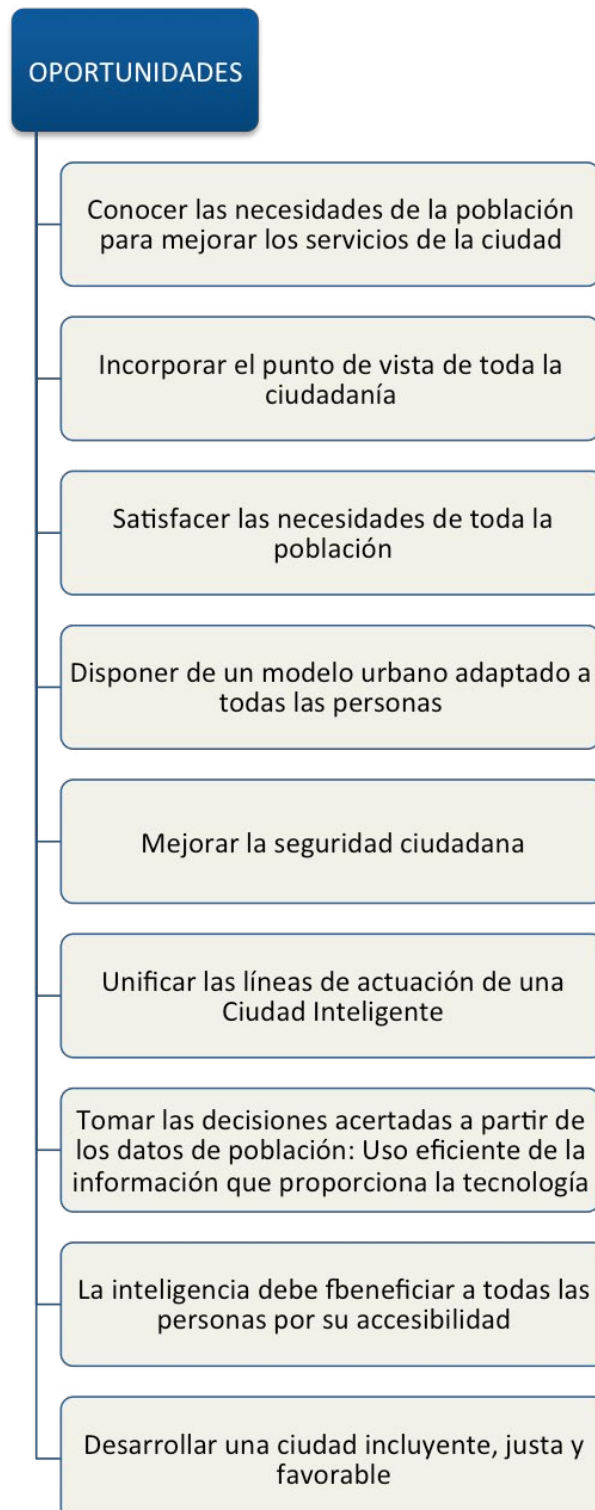 OPORTUNIDADES
Conocer las necesidades de la población
para mejorar los servicios de la ciudad
Incorporar el punto de vista de toda la
ciudadanía
Satisfacer las necesidades de toda la
población
Disponer de un modelo urbano adaptado a
todas las personas
Mejorar la seguridad ciudadana
Unificar las líneas de actuación de una
Ciudad Inteligente
Tomar las decisiones acertadas a partir de
los datos de población: Uso eficiente de la
información que proporciona la tecnología
La inteligencia debe fbeneficiar a todas las
personas por su accesibilidad
Desarrollar una ciudad incluyente, justa y
favorable